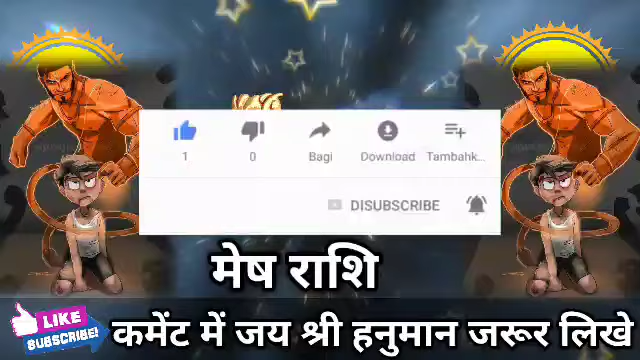 1
0
Bagi
Download
Tambahk...
DISUBSCRIBE
मेष राशि
LIKE
SUBSCRIBE!
कमेंट में जय श्री हनुमान जरूर लिखे